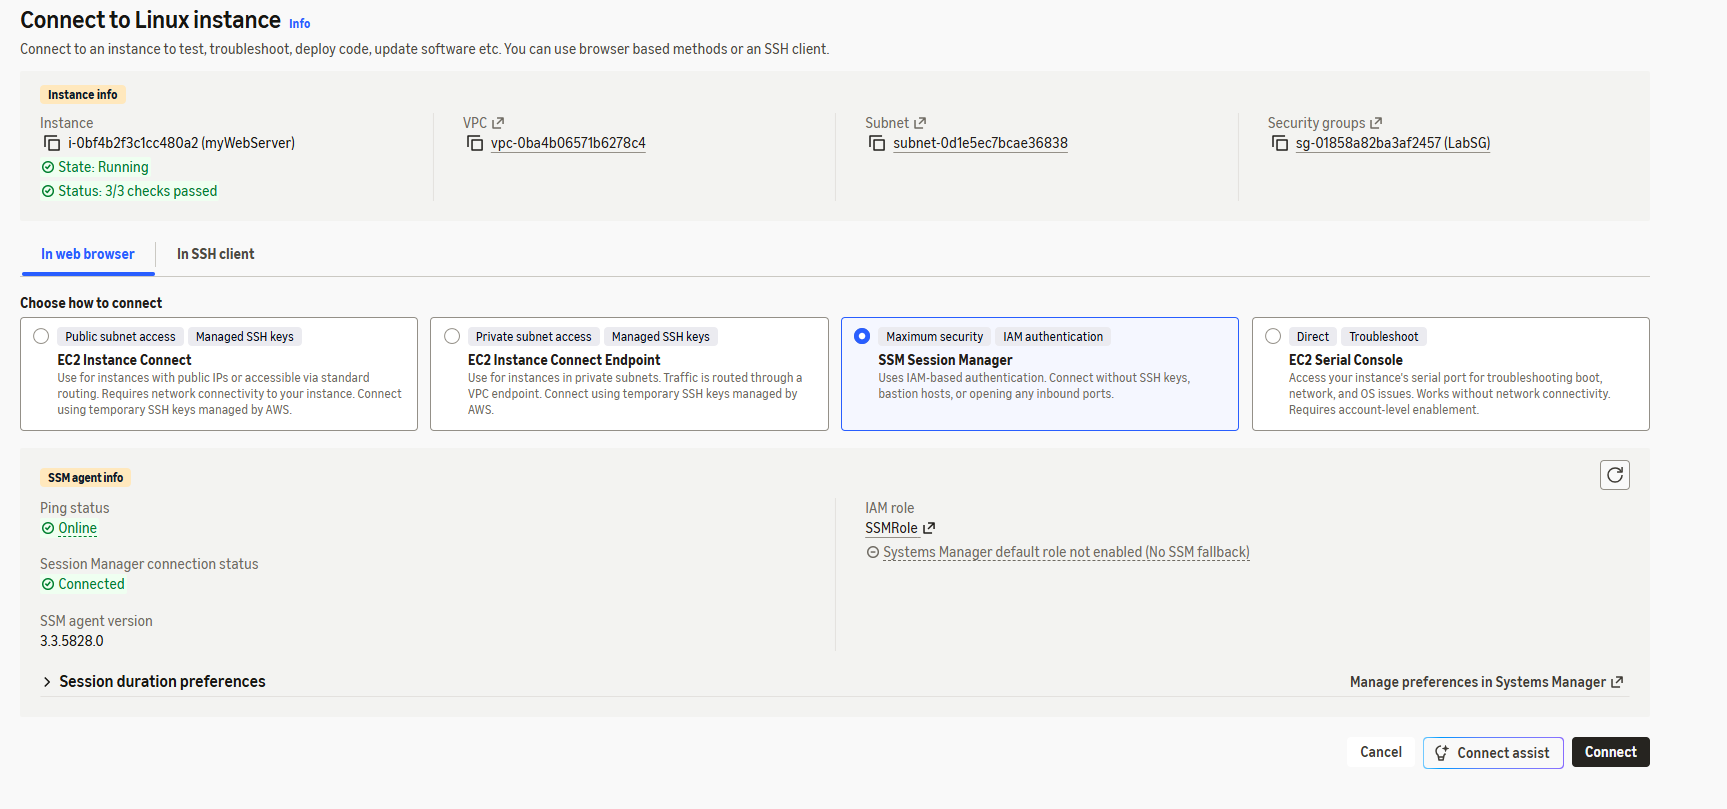 Connect to Linux instance Info
Connect to an instance to test, troubleshoot, deploy code, update software etc. You can use browser based methods or an SSH client.
Instance info
Instance
i-0bf4b2f3c1cc480a2 (myWebServer)
State: Running
Status: 3/3 checks passed
VPC
vpc-0ba4b06571b6278c4
Subnet
subnet-0d1e5ec7bcae36838
Security groups
sg-01858a82ba3af2457 (LabSG)
In web browser
In SSH client
Choose how to connect
Public subnet access Managed SSH keys
EC2 Instance Connect
Use for instances with public IPs or accessible via standard
routing. Requires network connectivity to your instance. Connect
using temporary SSH keys managed by AWS.
Private subnet access Managed SSH keys
EC2 Instance Connect Endpoint
Use for instances in private subnets. Traffic is routed through a
VPC endpoint. Connect using temporary SSH keys managed by
AWS.
Maximum security IAM authentication
SSM Session Manager
Uses IAM-based authentication. Connect without SSH keys,
bastion hosts, or opening any inbound ports.
Direct Troubleshoot
EC2 Serial Console
Access your instance's serial port for troubleshooting boot,
network, and OS issues. Works without network connectivity.
Requires account-level enablement.
SSM agent info
Ping status
Online
Session Manager connection status
Connected
SSM agent version
3.3.5828.0
IAM role
SSMRole
Systems Manager default role not enabled (No SSM fallback)
Session duration preferences
Manage preferences in Systems Manager
Cancel
Connect assist
Connect